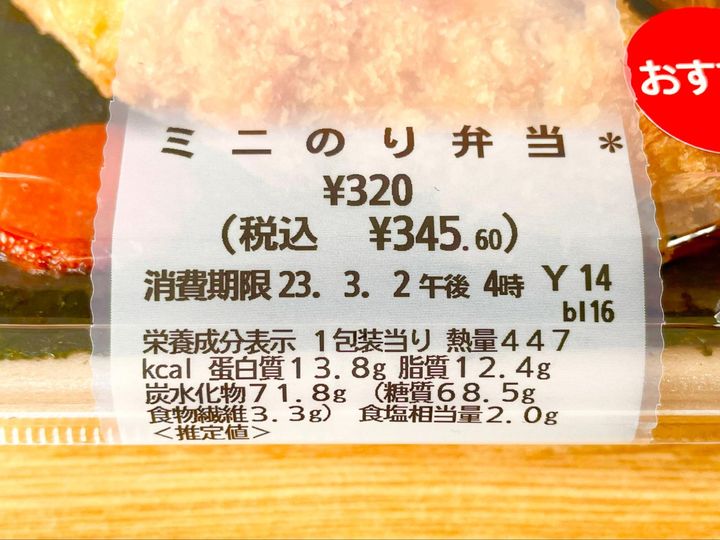 おす
ミニのり弁当*
¥320
(税込 ¥345.60)
消費期限 23. 3. 2 午後 4時 Y 14
bl16
栄養成分表示 1包装当り 熱量447
kcal 蛋白質13.8g 脂質12.4g
炭水化物71.8g (糖質68.5g
食物繊維3.3g) 食塩相当量2.0g
<推定値>